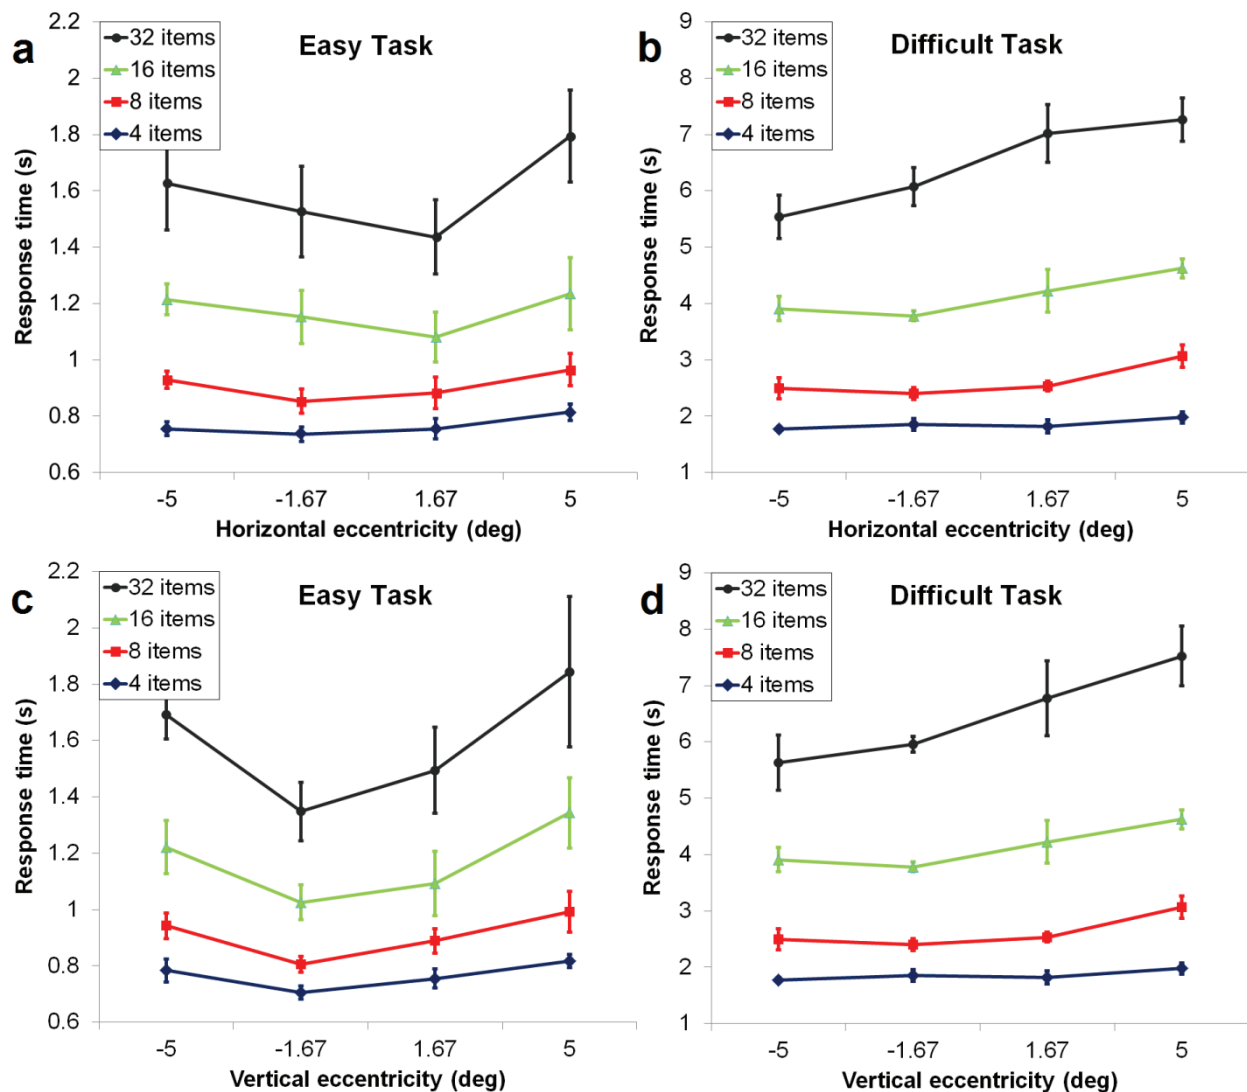 a
Easy Task
32 items
16 items
8 items
4 items
Response time (s)
2.2
2
1.8
1.6
1.4
1.2
1
0.8
0.6
-5 -1.67 1.67 5
Horizontal eccentricity (deg)
b
Difficult Task
32 items
16 items
8 items
4 items
Response time (s)
9
8
7
6
5
4
3
2
1
-5 -1.67 1.67 5
Horizontal eccentricity (deg)
c
Easy Task
32 items
16 items
8 items
4 items
Response time (s)
2.2
2
1.8
1.6
1.4
1.2
1
0.8
0.6
-5 -1.67 1.67 5
Vertical eccentricity (deg)
d
Difficult Task
32 items
16 items
8 items
4 items
Response time (s)
9
8
7
6
5
4
3
2
1
-5 -1.67 1.67 5
Vertical eccentricity (deg)